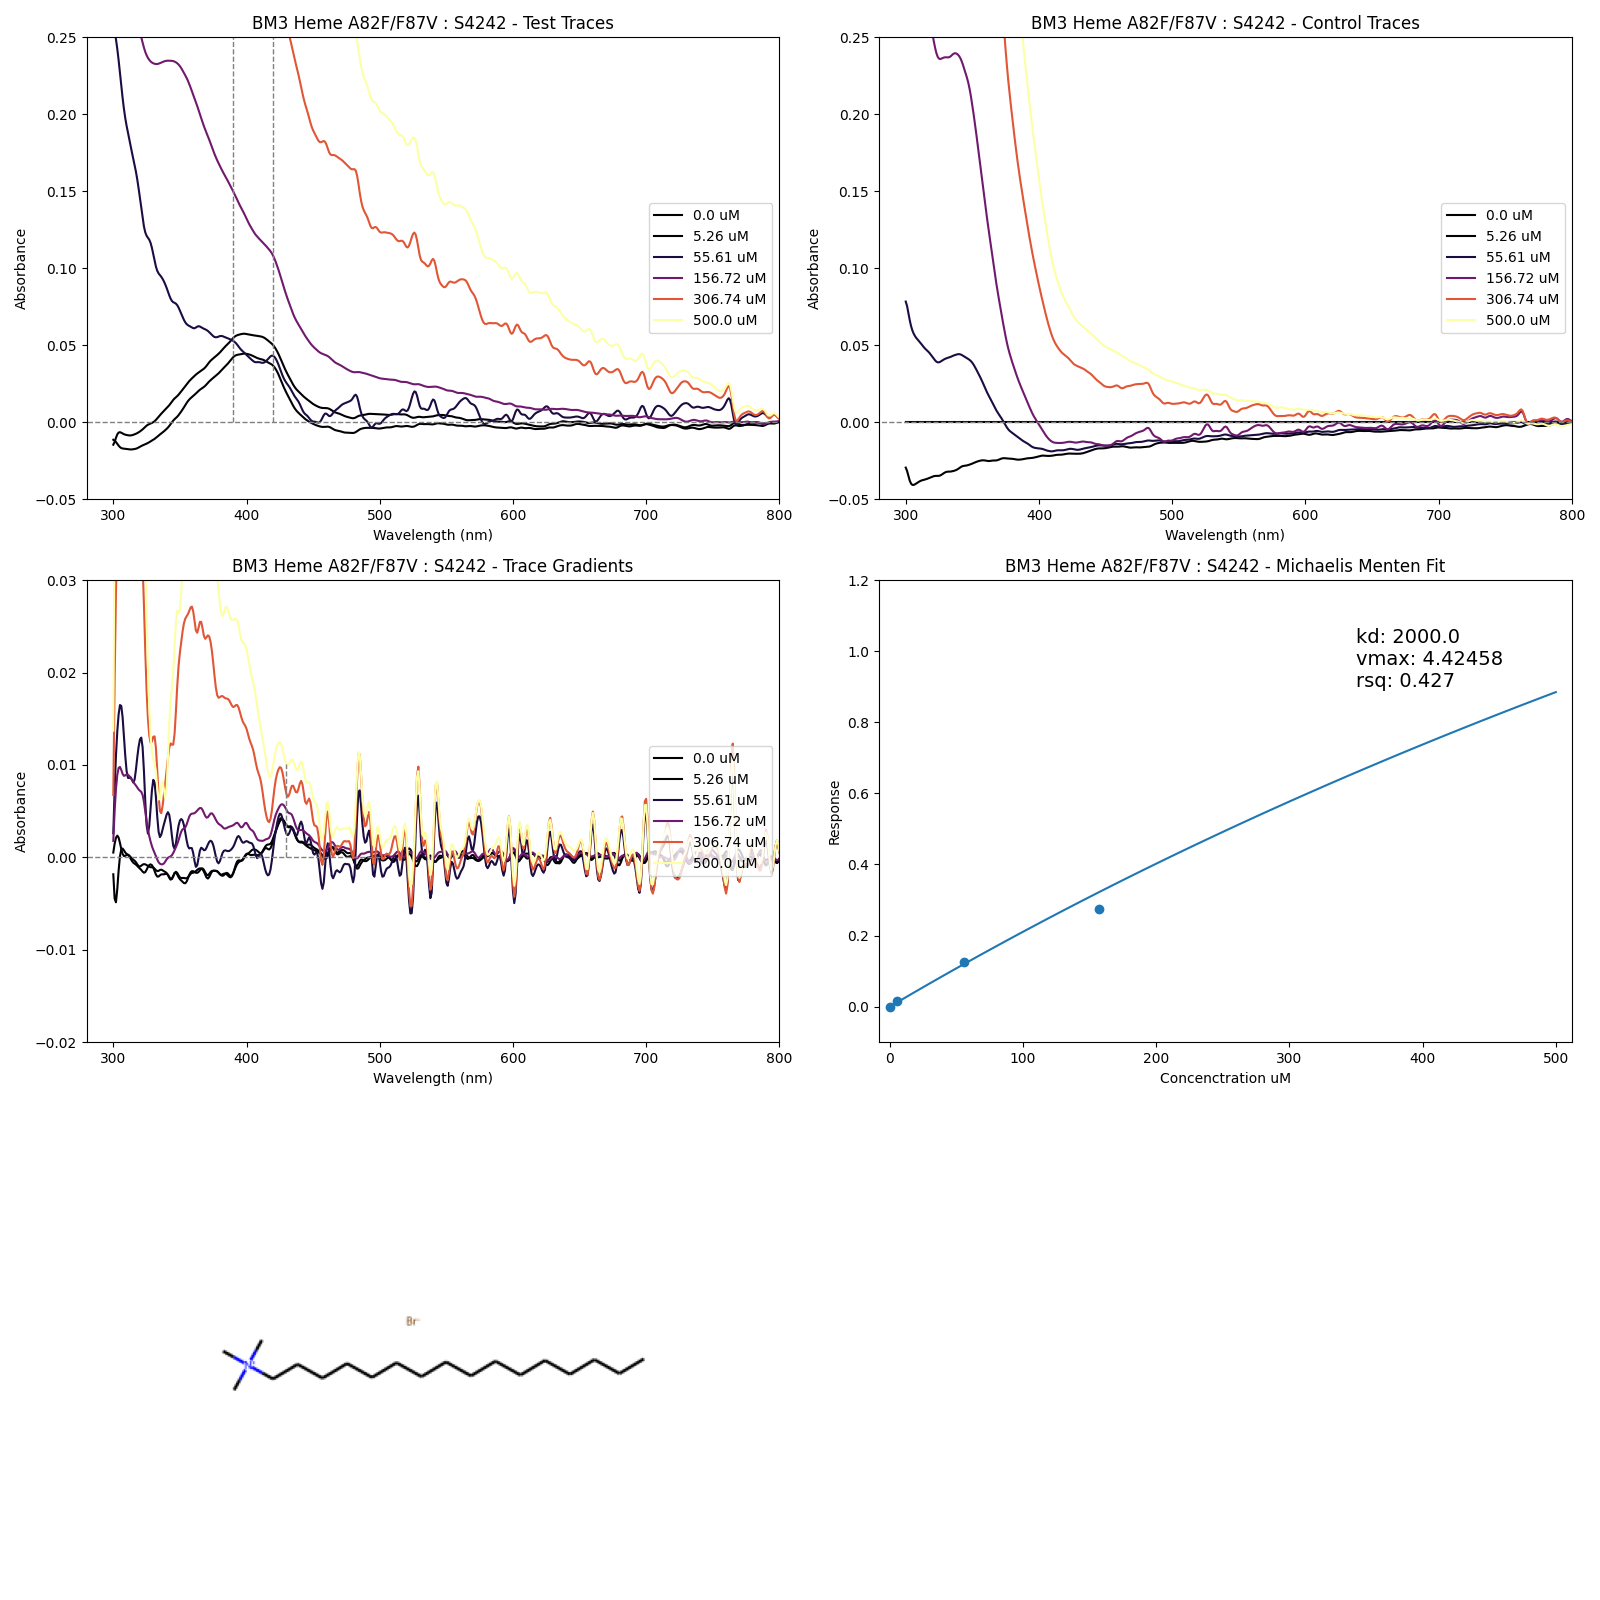 BM3 Heme A82F/F87V : S4242 - Test Traces
0.25
0.20
0.15
0.10
0.05
0.00
−0.05
Absorbance
300 400 500 600 700 800
Wavelength (nm)
0.0 uM
5.26 uM
55.61 uM
156.72 uM
306.74 uM
500.0 uM
BM3 Heme A82F/F87V : S4242 - Control Traces
0.25
0.20
0.15
0.10
0.05
0.00
−0.05
Absorbance
300 400 500 600 700 800
Wavelength (nm)
0.0 uM
5.26 uM
55.61 uM
156.72 uM
306.74 uM
500.0 uM
BM3 Heme A82F/F87V : S4242 - Trace Gradients
0.03
0.02
0.01
0.00
−0.01
−0.02
Absorbance
300 400 500 600 700 800
Wavelength (nm)
0.0 uM
5.26 uM
55.61 uM
156.72 uM
306.74 uM
500.0 uM
BM3 Heme A82F/F87V : S4242 - Michaelis Menten Fit
1.2
1.0
0.8
0.6
0.4
0.2
0.0
Response
kd: 2000.0
vmax: 4.42458
rsq: 0.427
0 100 200 300 400 500
Concenctration uM
Br⁻
N⁺